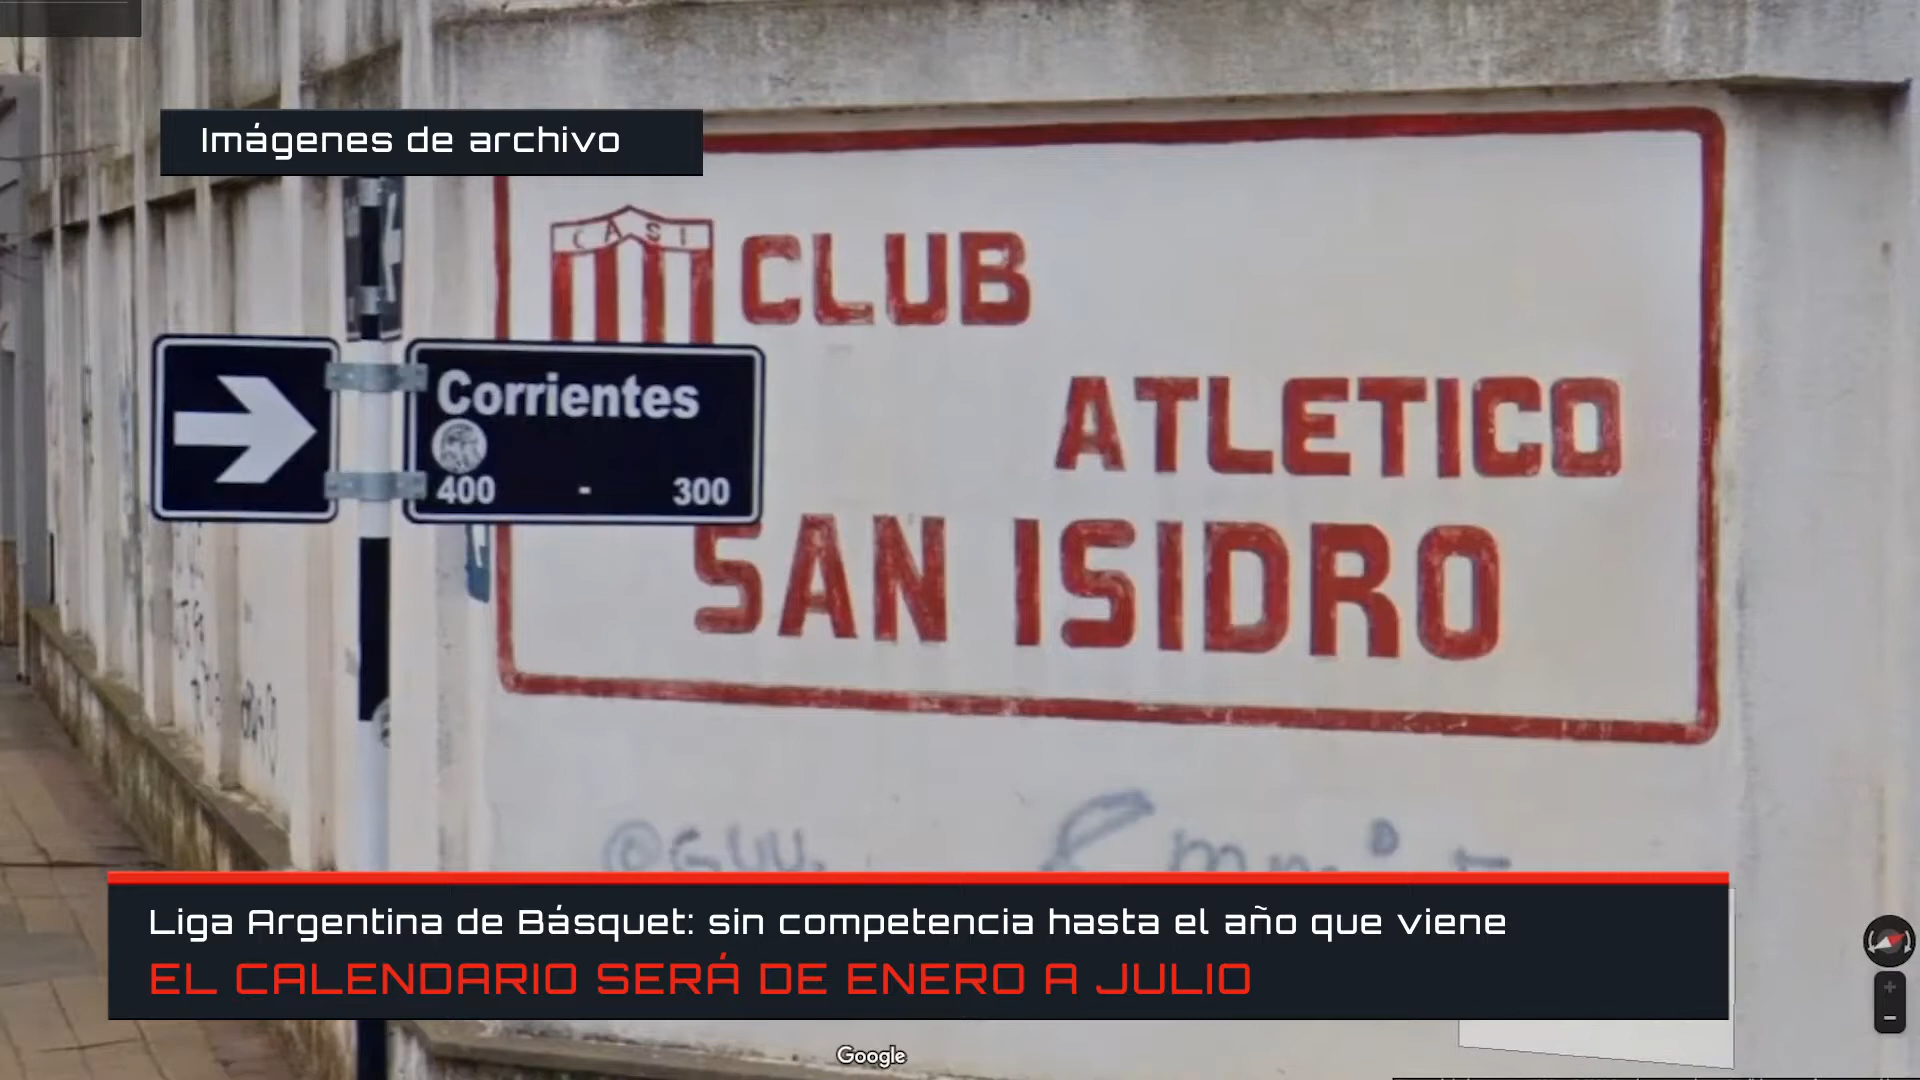 Imágenes de archivo
CASI
CLUB
ATLETICO
SAN ISIDRO
Corrientes
400 - 300
@GUU.
Liga Argentina de Básquet: sin competencia hasta el año que viene
EL CALENDARIO SERÁ DE ENERO A JULIO
Google